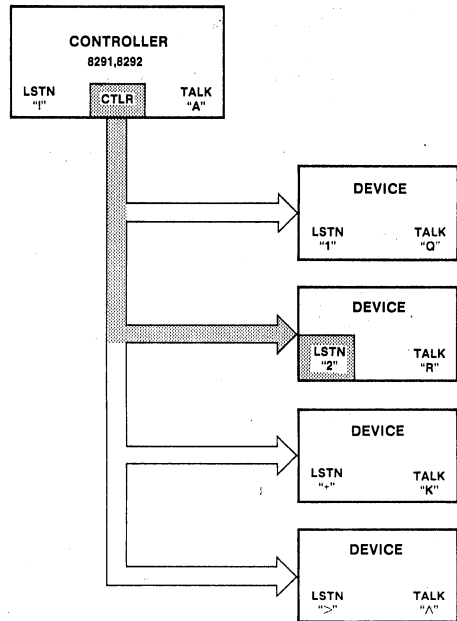 CONTROLLER
8291,8292
LSTN
"!"
CTLR
TALK
"A"
DEVICE
LSTN
"1"
TALK
"Q"
DEVICE
LSTN
"2"
TALK
"R"
DEVICE
LSTN
"+"
TALK
"K"
DEVICE
LSTN
">"
TALK
"^"